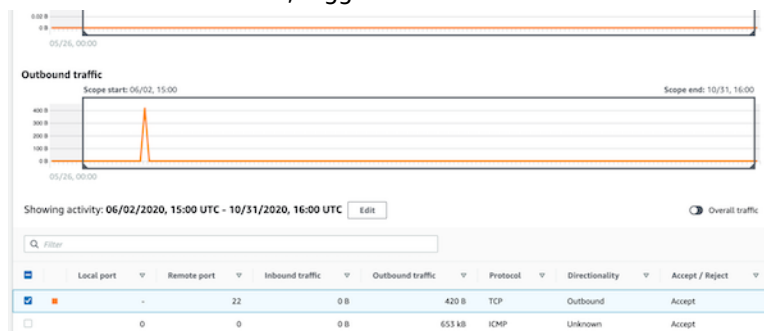 0.02 B
0 B
05/26, 00:00
Outbound traffic
Scope start: 06/02, 15:00 Scope end: 10/31, 16:00
400 B
300 B
200 B
100 B
0 B
05/26, 00:00
Showing activity: 06/02/2020, 15:00 UTC - 10/31/2020, 16:00 UTC Edit Overall traffic
Filter
Local port Remote port Inbound traffic Outbound traffic Protocol Directionality Accept / Reject
- 22 0 B 420 B TCP Outbound Accept
0 0 0 B 653 kB ICMP Unknown Accept